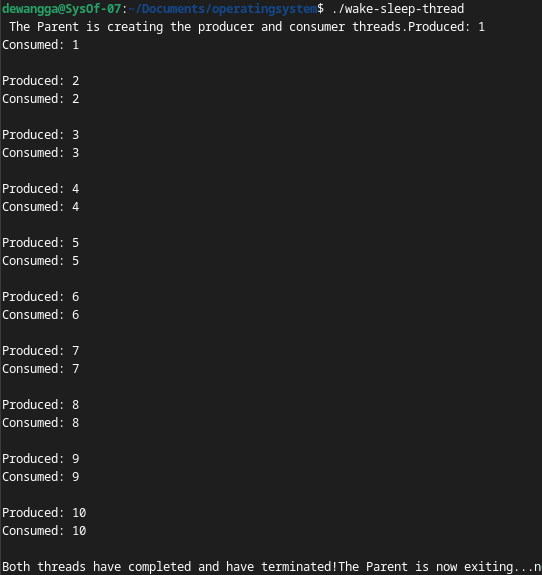 dewangga@SysOf-07:~/Documents/operatingsystem$ ./wake-sleep-thread
The Parent is creating the producer and consumer threads.Produced: 1
Consumed: 1
Produced: 2
Consumed: 2
Produced: 3
Consumed: 3
Produced: 4
Consumed: 4
Produced: 5
Consumed: 5
Produced: 6
Consumed: 6
Produced: 7
Consumed: 7
Produced: 8
Consumed: 8
Produced: 9
Consumed: 9
Produced: 10
Consumed: 10
Both threads have completed and have terminated!The Parent is now exiting...n